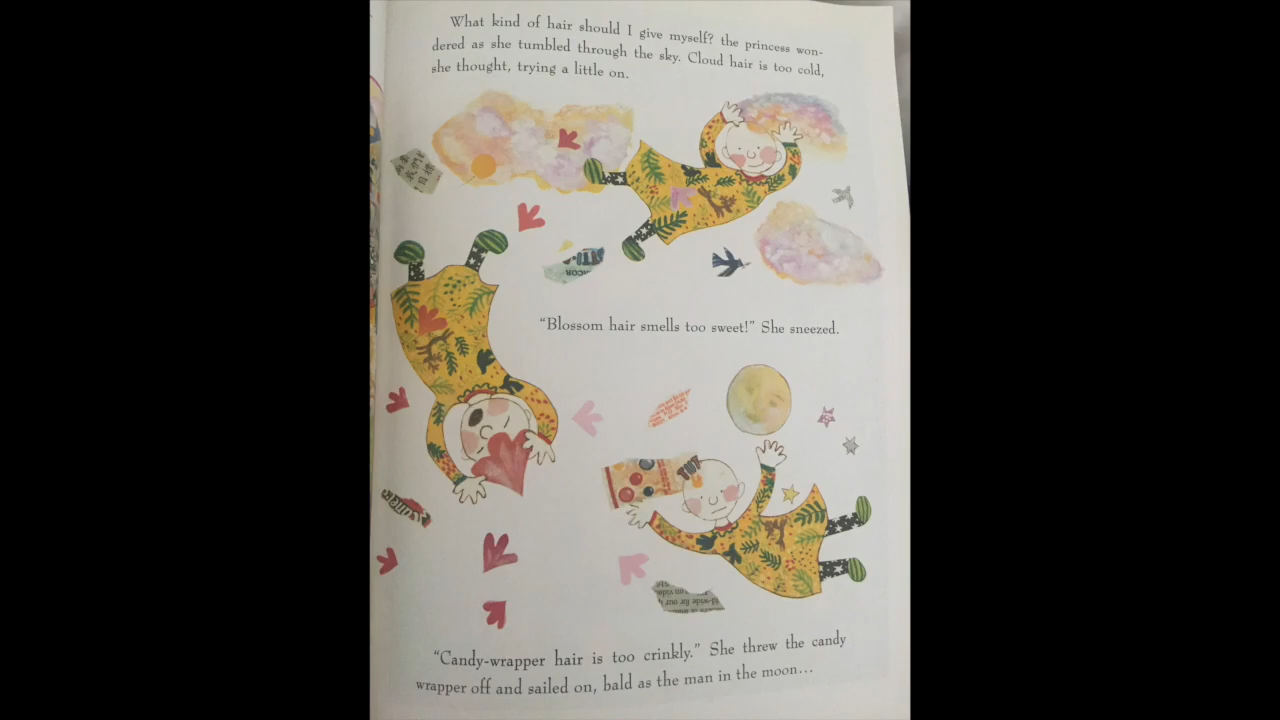 What kind of hair should I give myself? the princess won-
dered as she tumbled through the sky. Cloud hair is too cold,
she thought, trying a little on.
"Blossom hair smells too sweet!" She sneezed.
TUT
"Candy-wrapper hair is too crinkly." She threw the candy
wrapper off and sailed on, bald as the man in the moon...